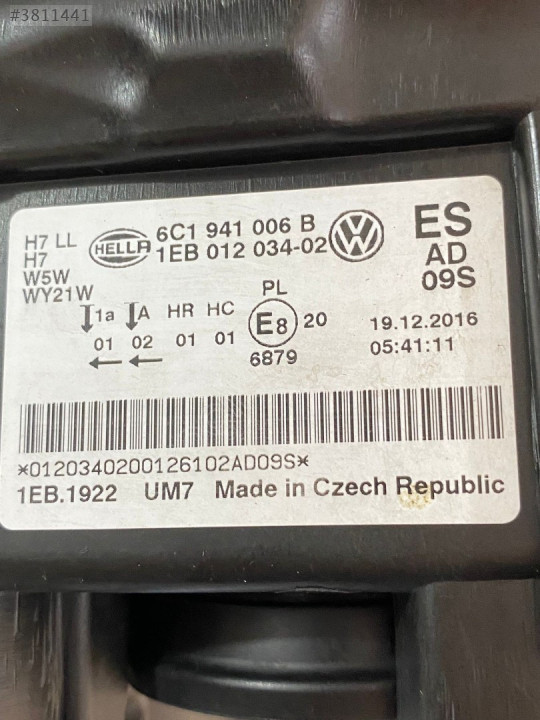 #3811441
H7 LL
H7
W5W
WY21W
HELLA
6C1 941 006 B
1EB 012 034-02
VW
ES
AD
09S
1a A HR HC
01 02 01 01
PL
E8 20
6879
19.12.2016
05:41:11
*0120340200126102AD09S*
1EB.1922 UM7 Made in Czech Republic